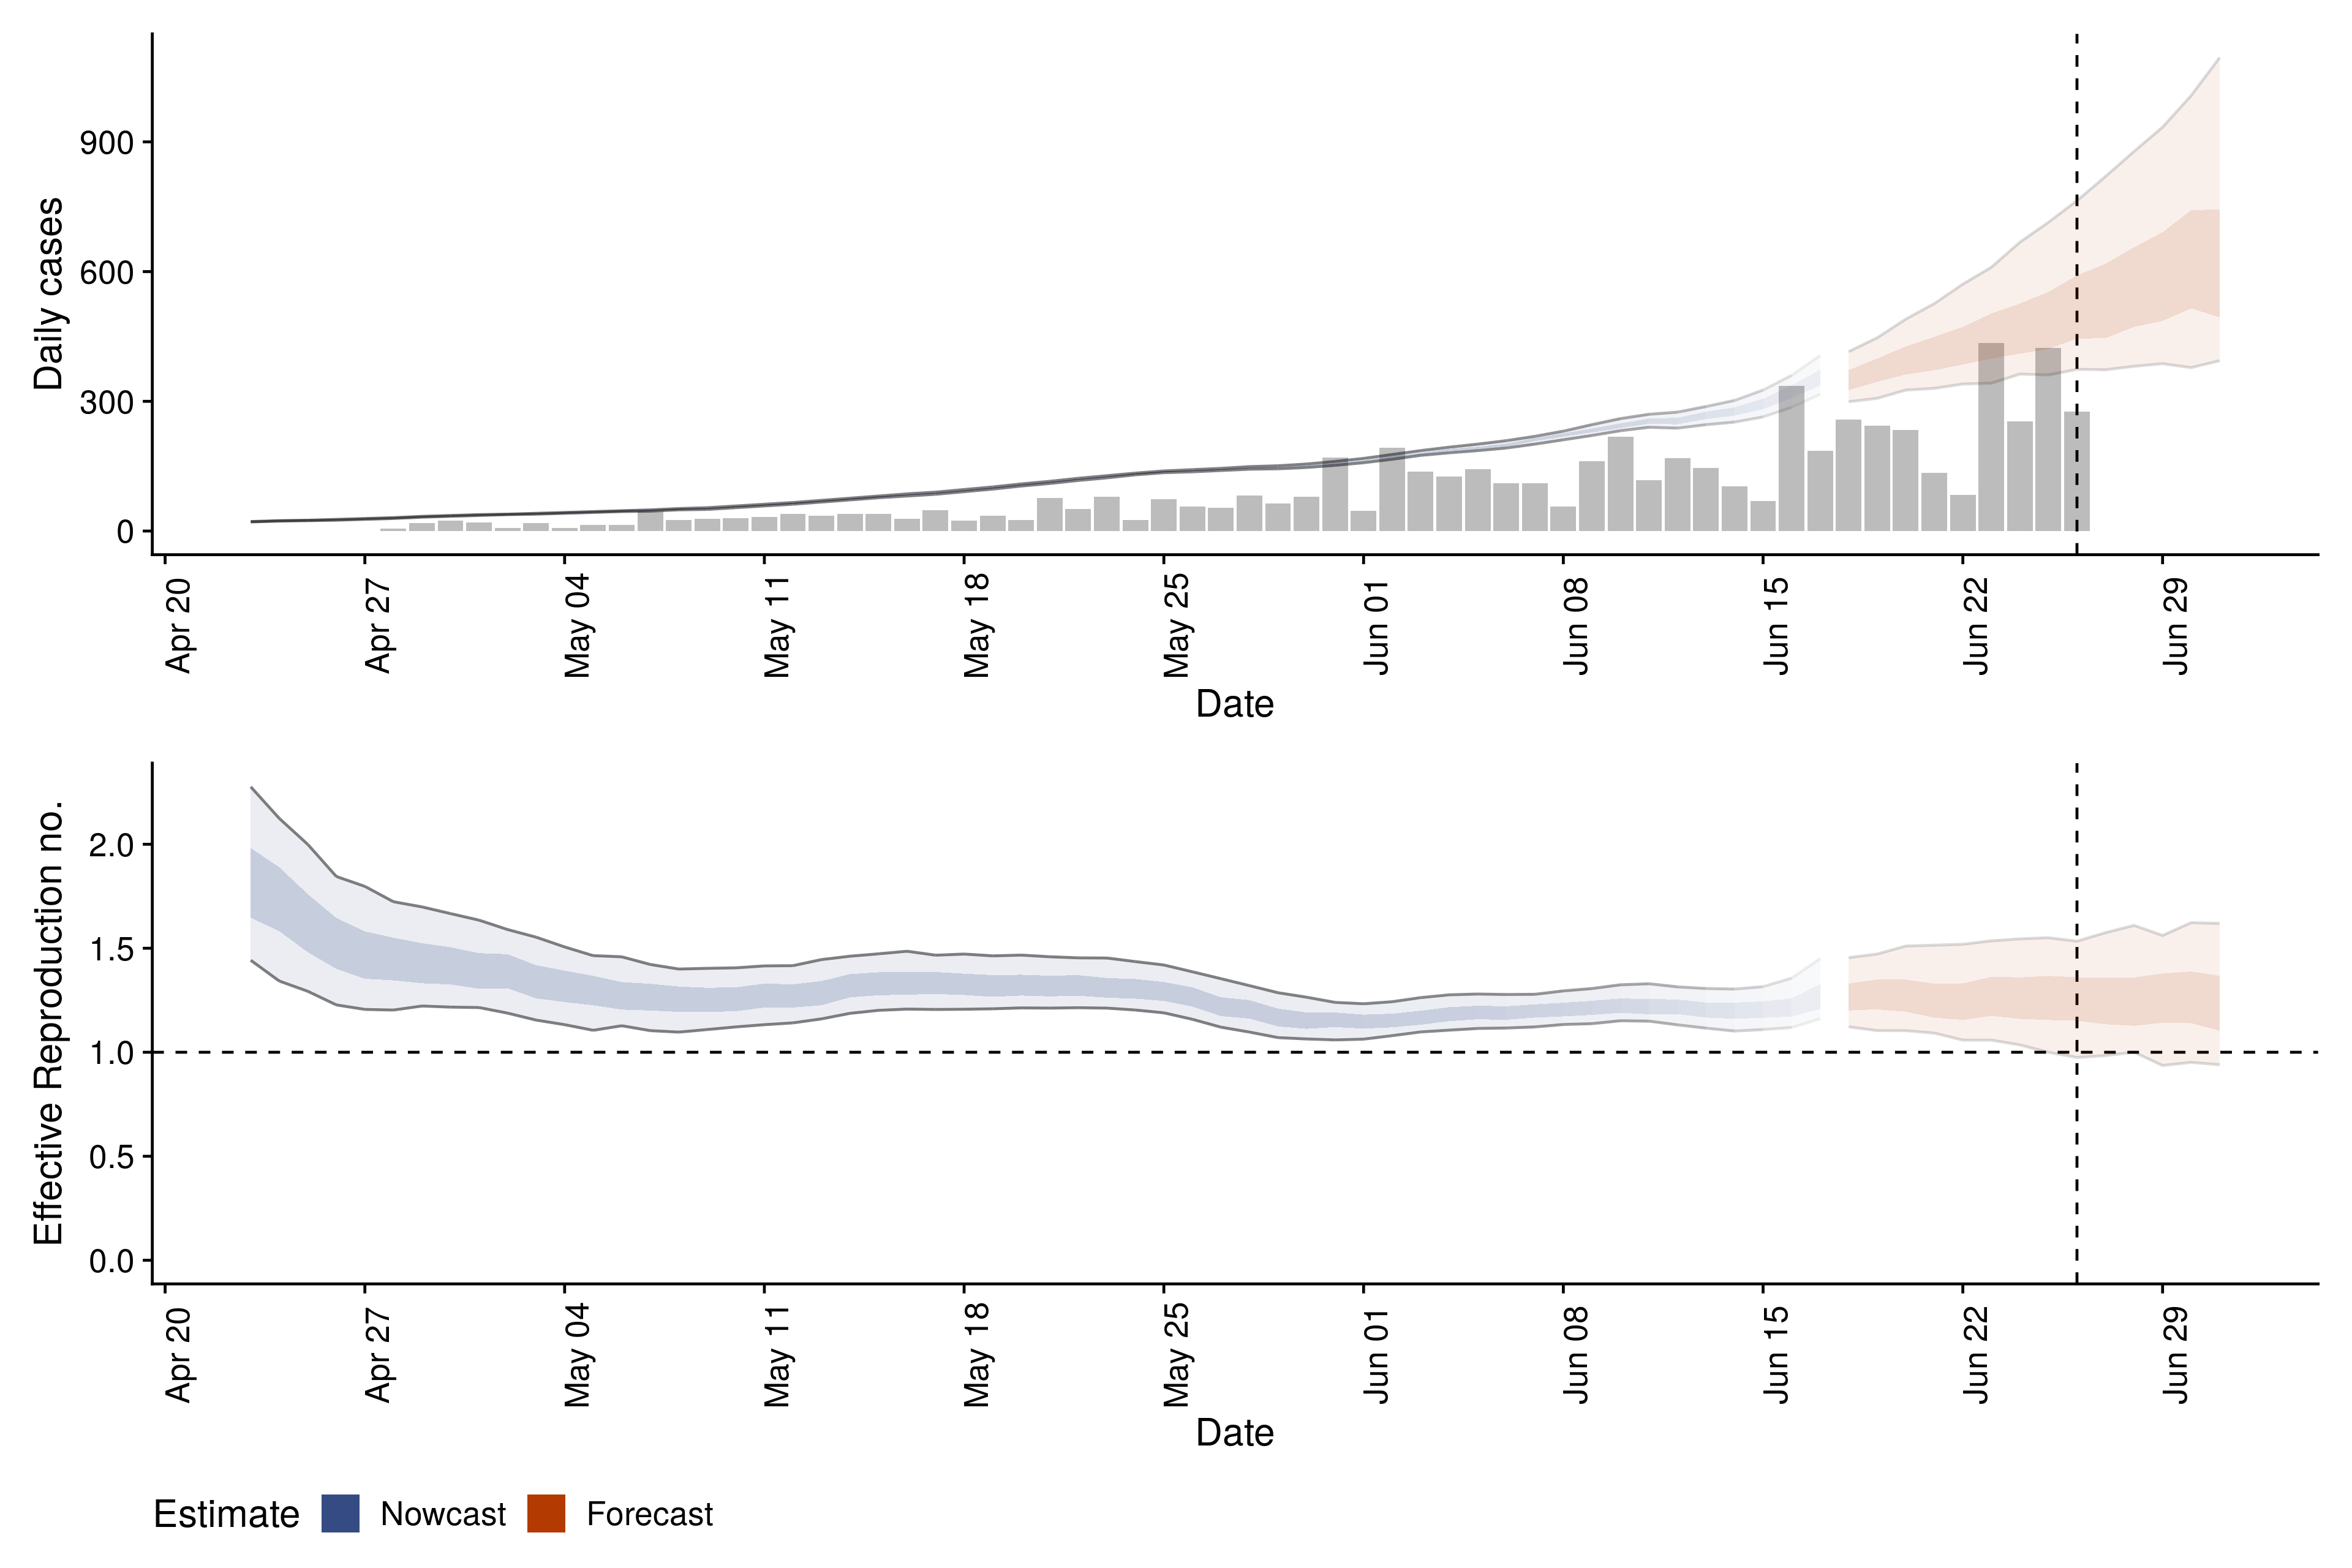 Daily cases
900
600
300
0
Apr 20
Apr 27
May 04
May 11
May 18
May 25
Jun 01
Jun 08
Jun 15
Jun 22
Jun 29
Date
Effective Reproduction no.
2.0
1.5
1.0
0.5
0.0
Apr 20
Apr 27
May 04
May 11
May 18
May 25
Jun 01
Jun 08
Jun 15
Jun 22
Jun 29
Date
Estimate Nowcast Forecast